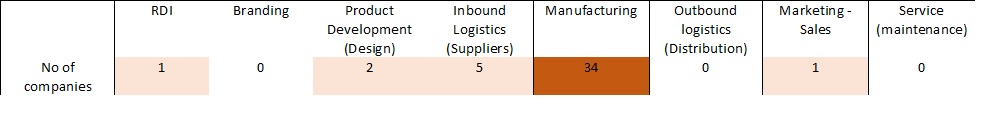 RDI
Branding
Product
Development
(Design)
Inbound
Logistics
(Suppliers)
Manufacturing
Outbound
logistics
(Distribution)
Marketing -
Sales
Service
(maintenance)
No of
companies
1
0
2
5
34
0
1
0